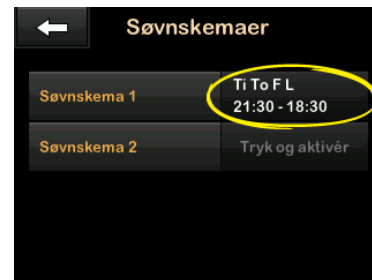 Søvnskemaer
Søvnskema 1
Ti To F L
21:30 - 18:30
Søvnskema 2
Tryk og aktivér